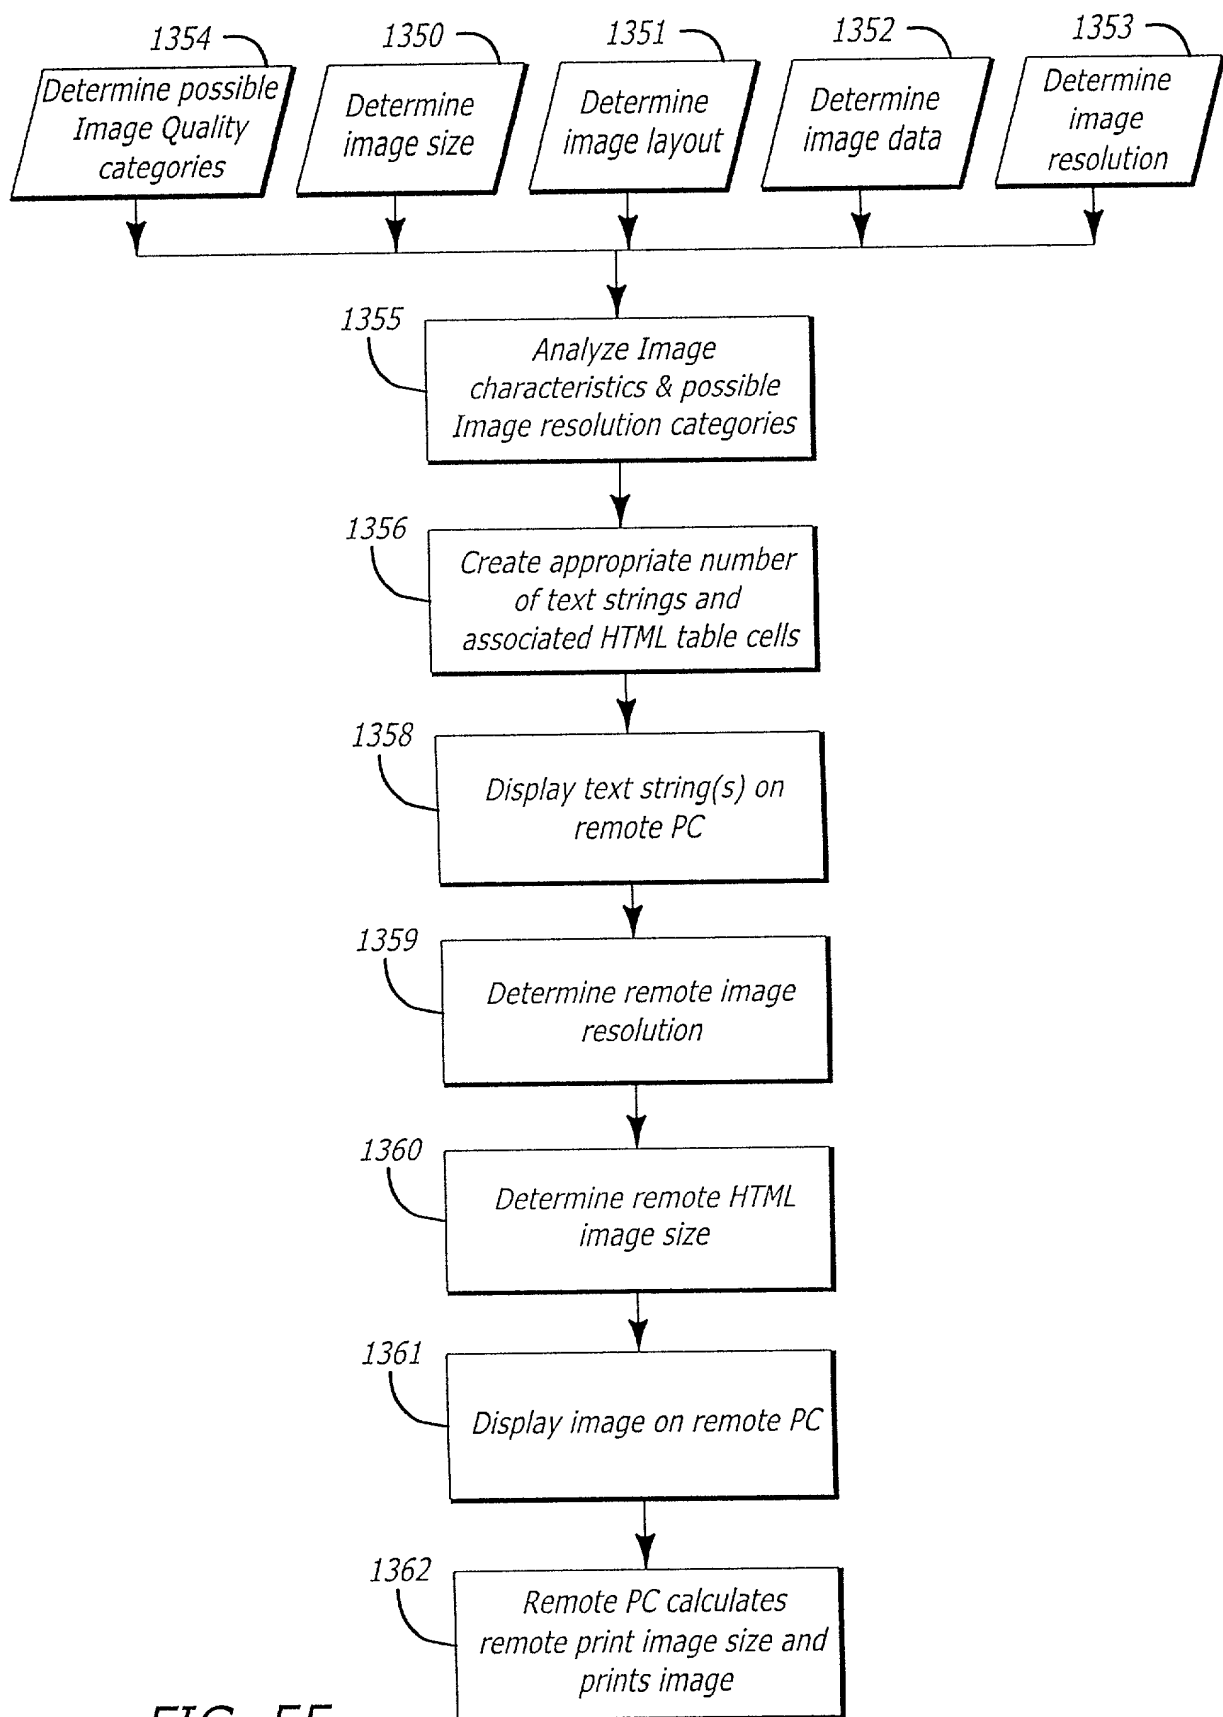 1354
Determine possible
Image Quality
categories
1350
Determine
image size
1351
Determine
image layout
1352
Determine
image data
1353
Determine
image
resolution
1355
Analyze Image
characteristics & possible
Image resolution categories
1356
Create appropriate number
of text strings and
associated HTML table cells
1358
Display text string(s) on
remote PC
1359
Determine remote image
resolution
1360
Determine remote HTML
image size
1361
Display image on remote PC
1362
Remote PC calculates
remote print image size and
prints image
FIG. 55